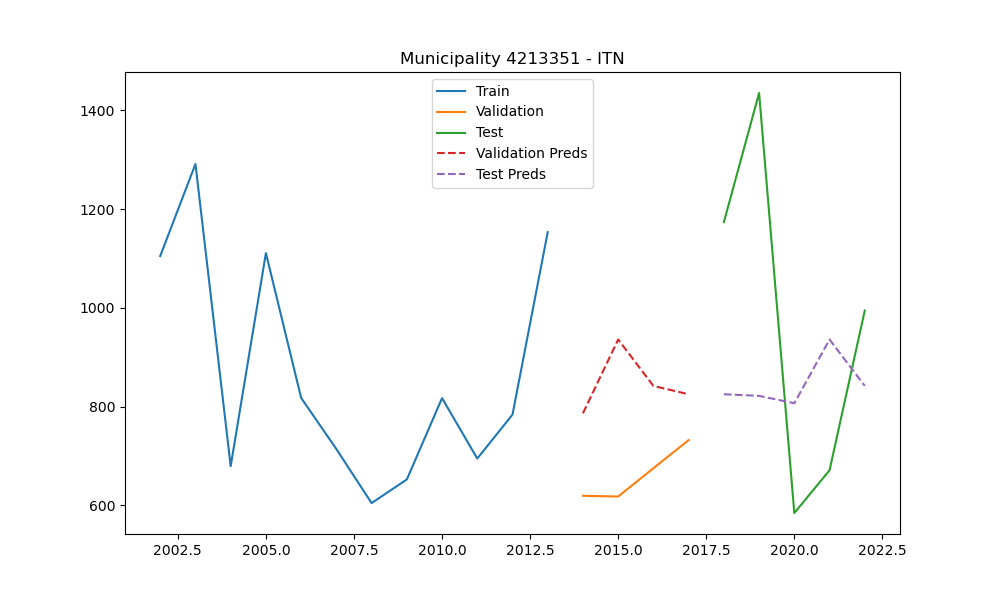 Municipality 4213351 - ITN
Train
Validation
Test
Validation Preds
Test Preds
1400
1200
1000
800
600
2002.5 2005.0 2007.5 2010.0 2012.5 2015.0 2017.5 2020.0 2022.5